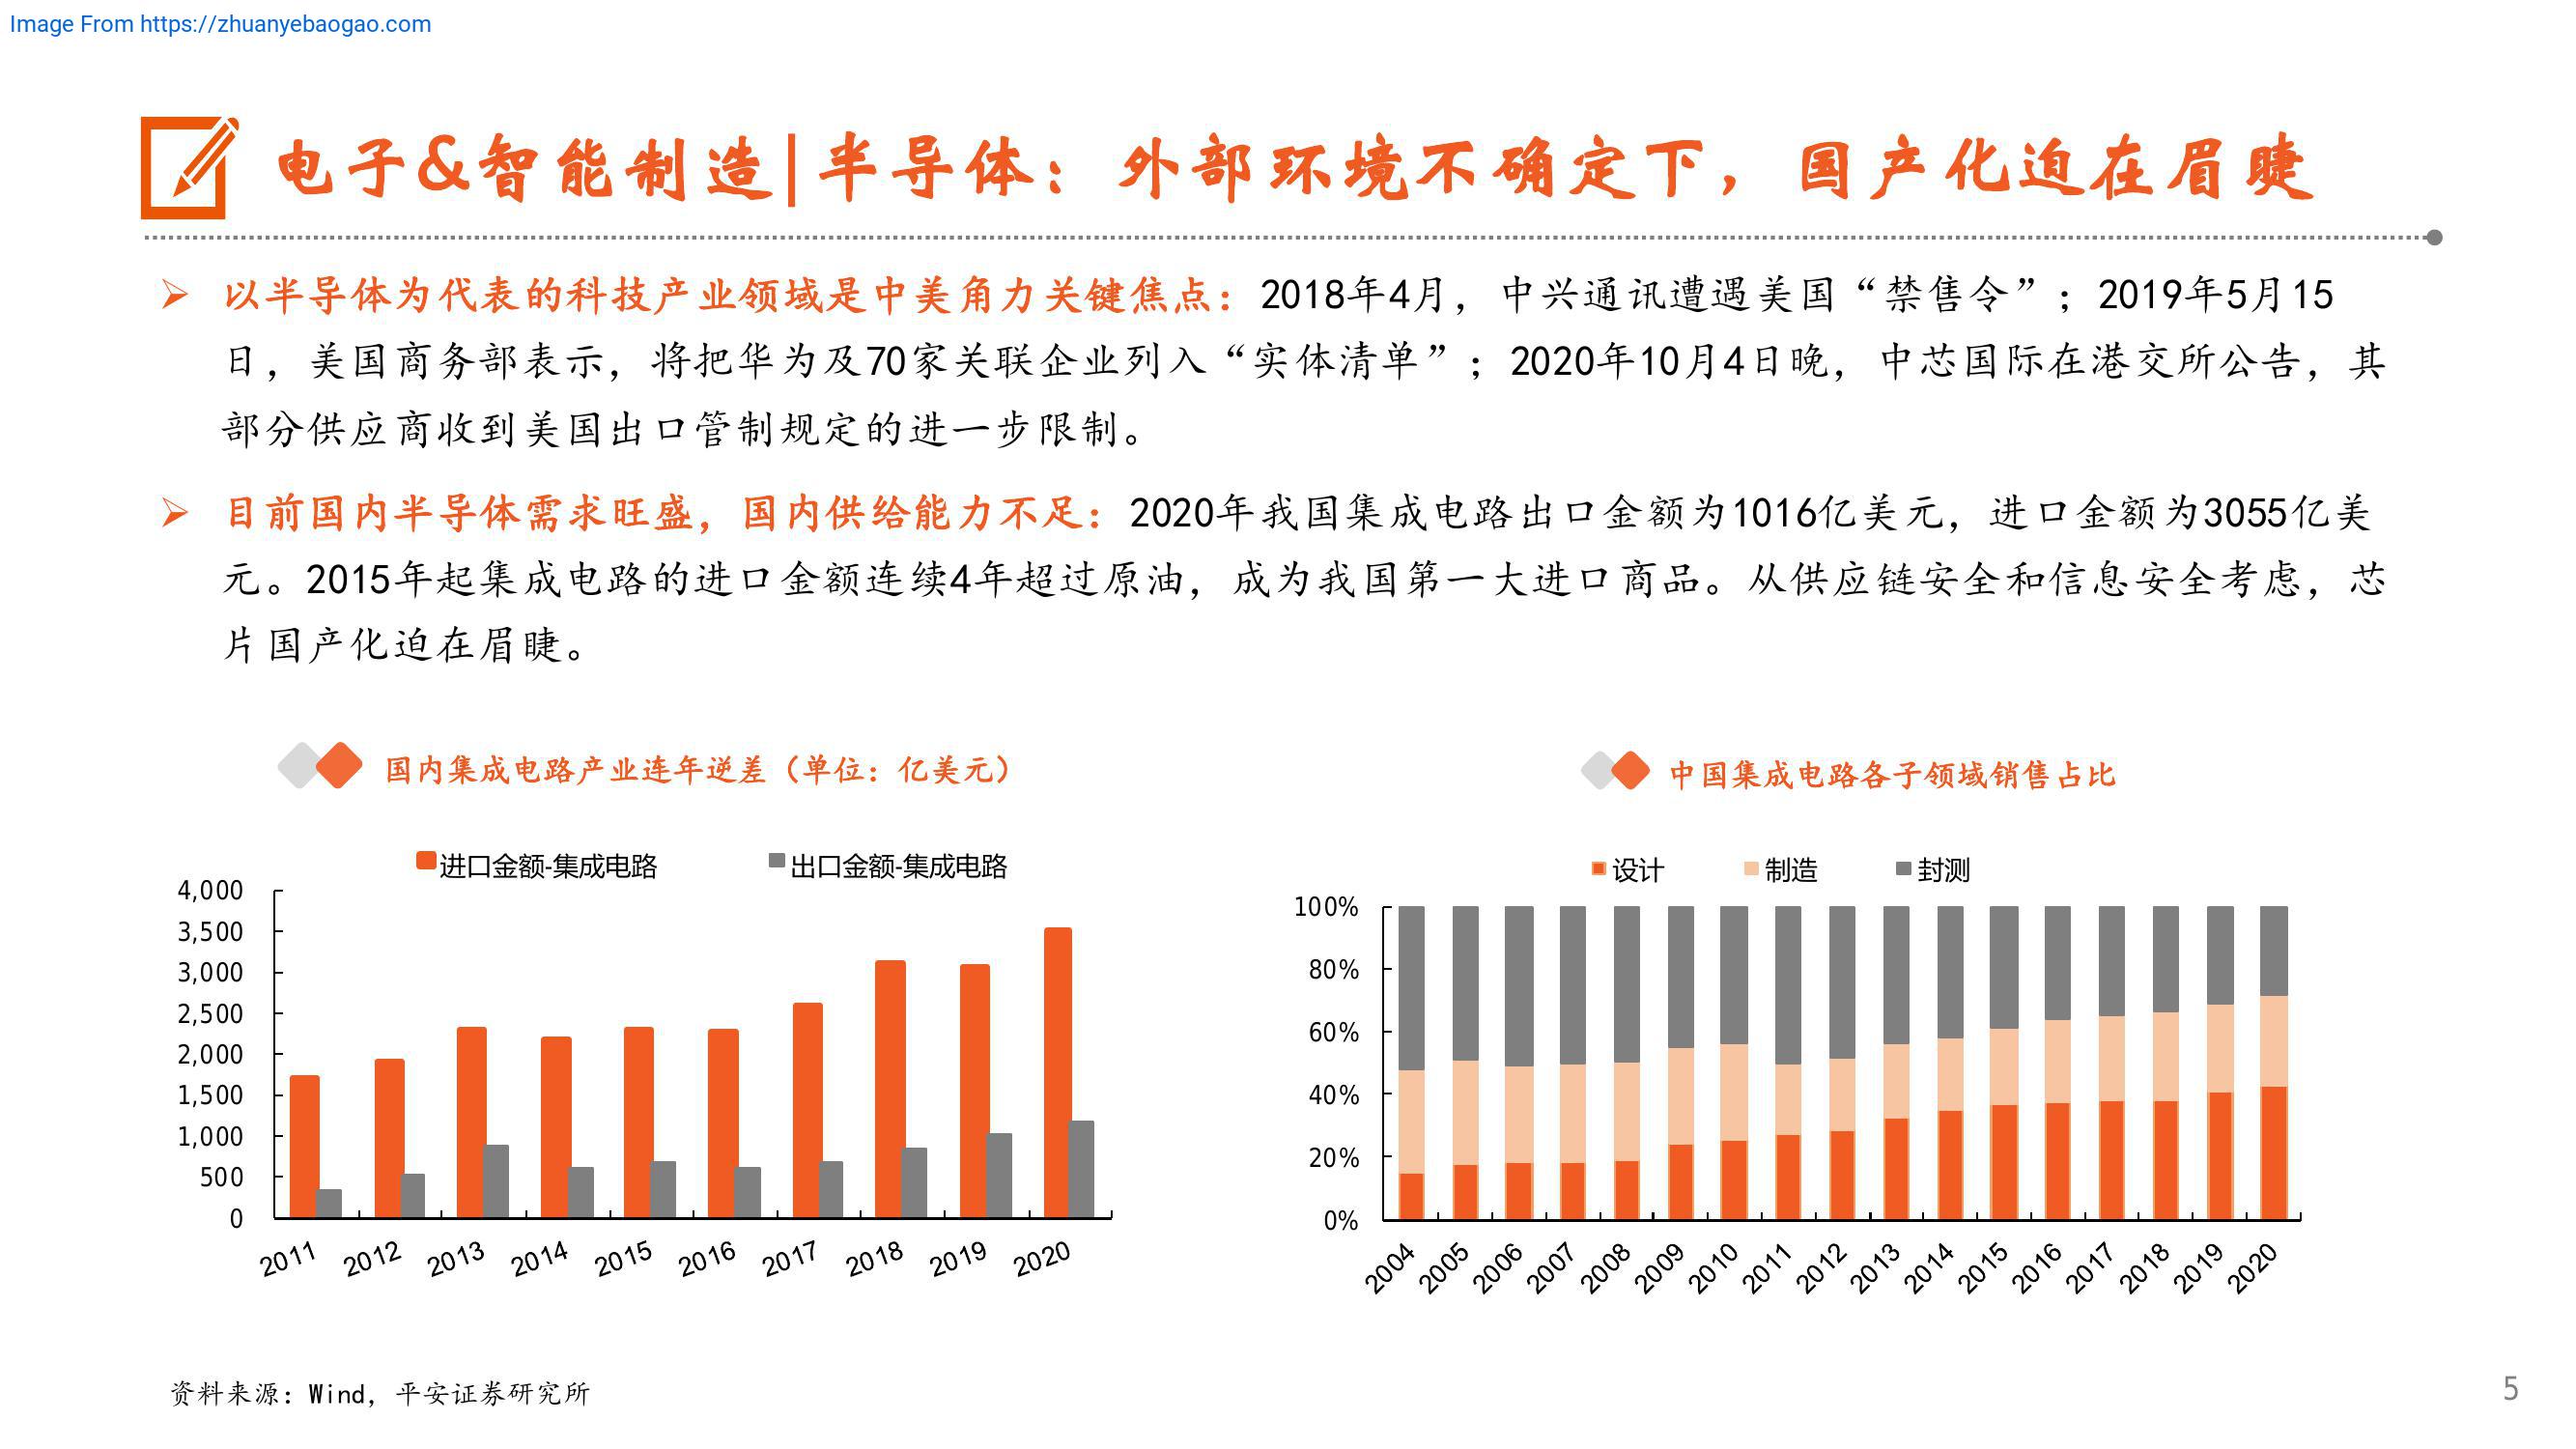 Image From https://zhuanyebaogao.com
电子&智能制造|半导体：外部环境不确定下，国产化迫在眉睫
以半导体为代表的科技产业领域是中美角力关键焦点：2018年4月，中兴通讯遭遇美国“禁售令”；2019年5月15
日，美国商务部表示，将把华为及70家关联企业列入“实体清单”；2020年10月4日晚，中芯国际在港交所公告，其
部分供应商收到美国出口管制规定的进一步限制。
目前国内半导体需求旺盛，国内供给能力不足：2020年我国集成电路出口金额为1016亿美元，进口金额为3055亿美
元。2015年起集成电路的进口金额连续4年超过原油，成为我国第一大进口商品。从供应链安全和信息安全考虑，芯
片国产化迫在眉睫。
国内集成电路产业连年逆差（单位：亿美元）
进口金额-集成电路 出口金额-集成电路
4,000
3,500
3,000
2,500
2,000
1,500
1,000
500
0
2011 2012 2013 2014 2015 2016 2017 2018 2019 2020
中国集成电路各子领域销售占比
设计 制造 封测
100%
80%
60%
40%
20%
0%
2004 2005 2006 2007 2008 2009 2010 2011 2012 2013 2014 2015 2016 2017 2018 2019 2020
资料来源：Wind，平安证券研究所
5